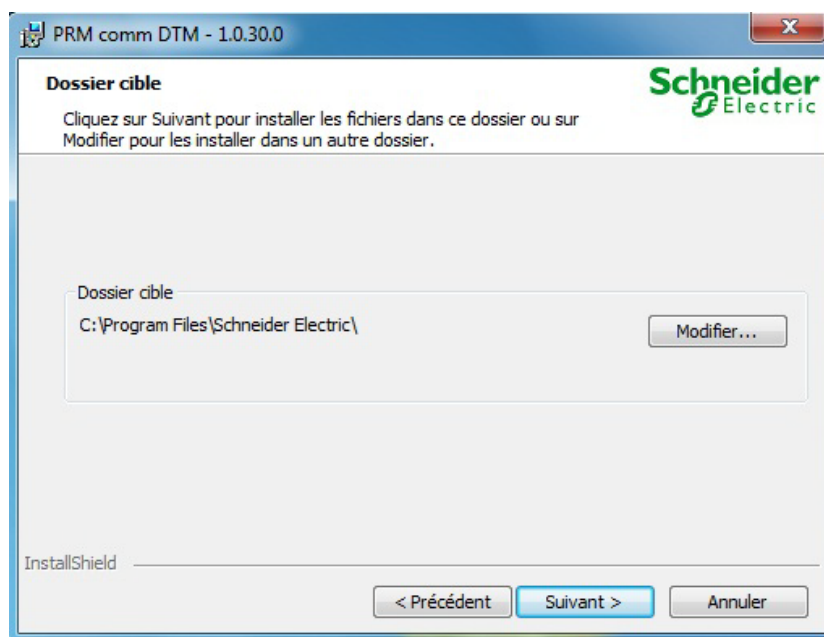 PRM comm DTM - 1.0.30.0
Dossier cible
Schneider
Electric
Cliquez sur Suivant pour installer les fichiers dans ce dossier ou sur
Modifier pour les installer dans un autre dossier.
Dossier cible
C:\Program Files\Schneider Electric\
Modifier...
InstallShield
< Précédent
Suivant >
Annuler